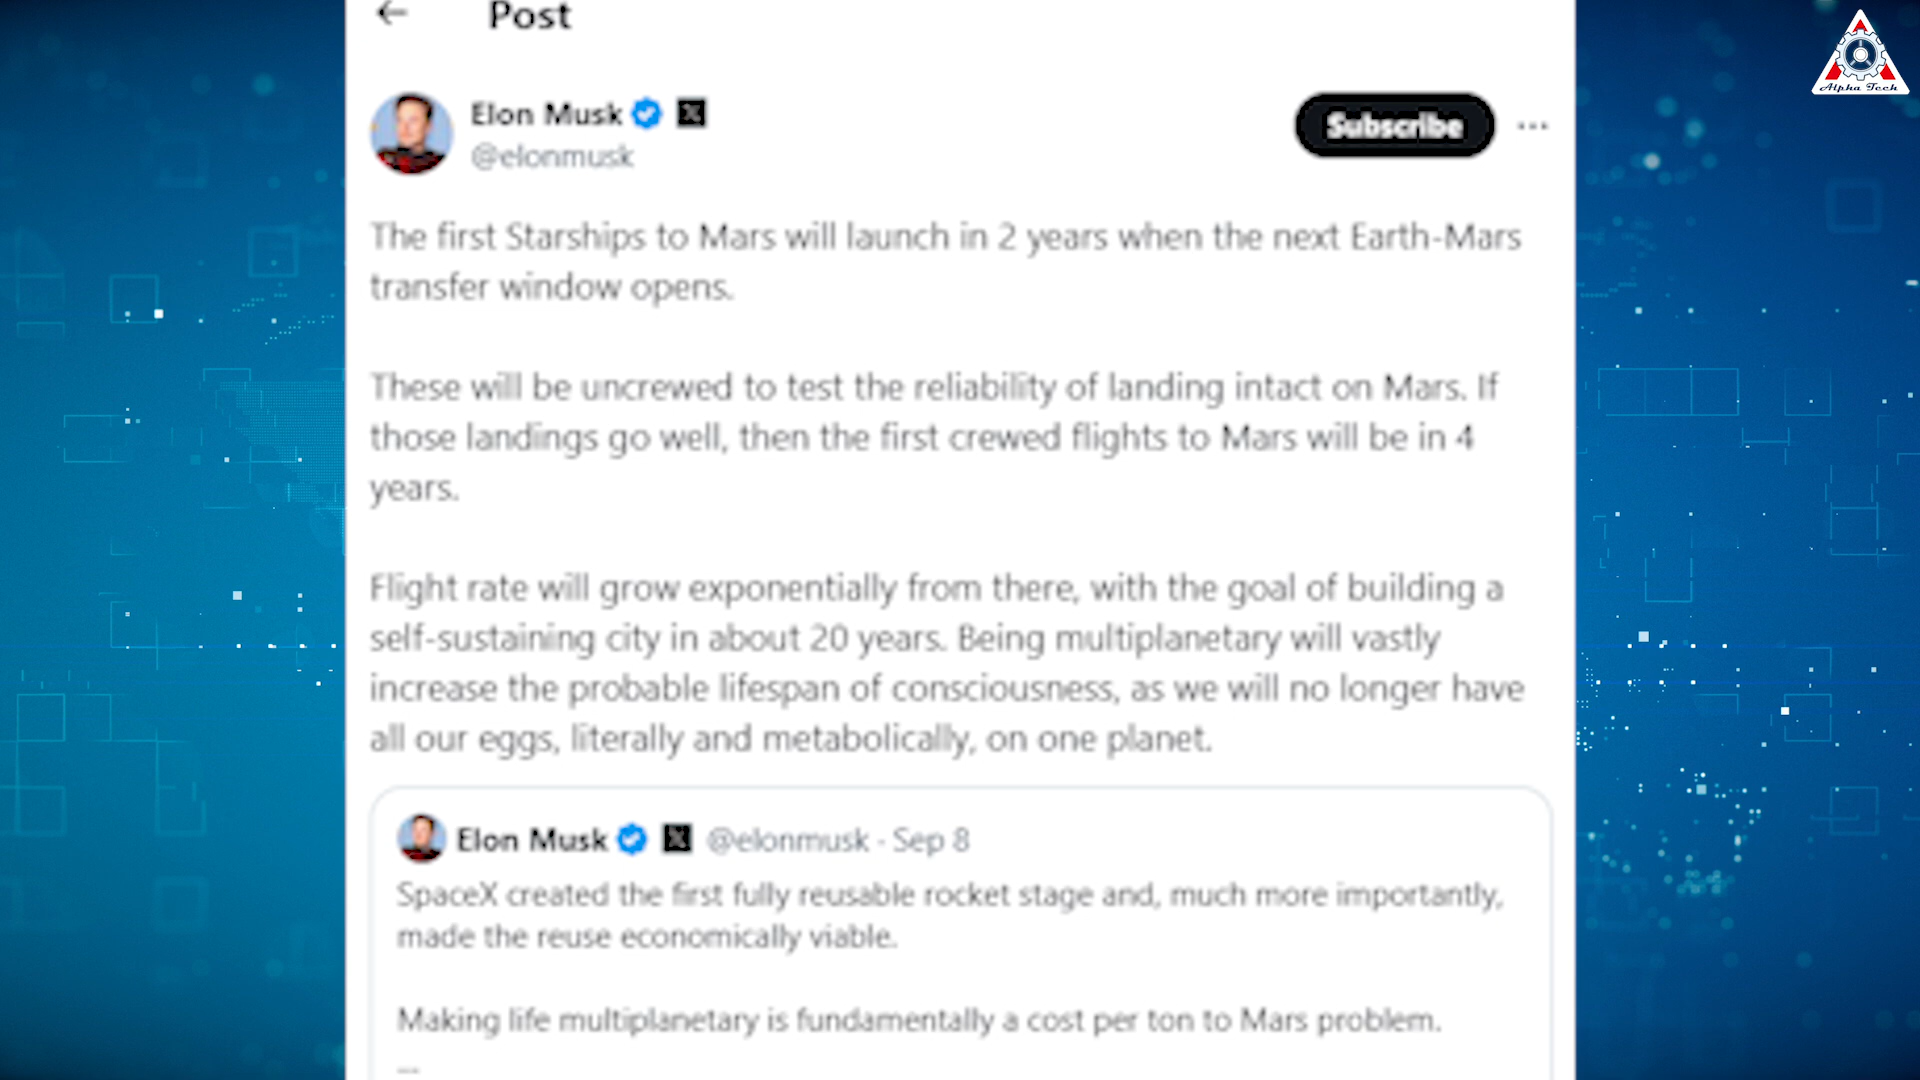 Post
Elon Musk
@elonmusk
Subscribe
The first Starships to Mars will launch in 2 years when the next Earth-Mars
transfer window opens.
These will be uncrewed to test the reliability of landing intact on Mars. If
those landings go well, then the first crewed flights to Mars will be in 4
years.
Flight rate will grow exponentially from there, with the goal of building a
self-sustaining city in about 20 years. Being multiplanetary will vastly
increase the probable lifespan of consciousness, as we will no longer have
all our eggs, literally and metabolically, on one planet.
Elon Musk @elonmusk · Sep 8
SpaceX created the first fully reusable rocket stage and, much more importantly,
made the reuse economically viable.
Making life multiplanetary is fundamentally a cost per ton to Mars problem.
Alpha Tech